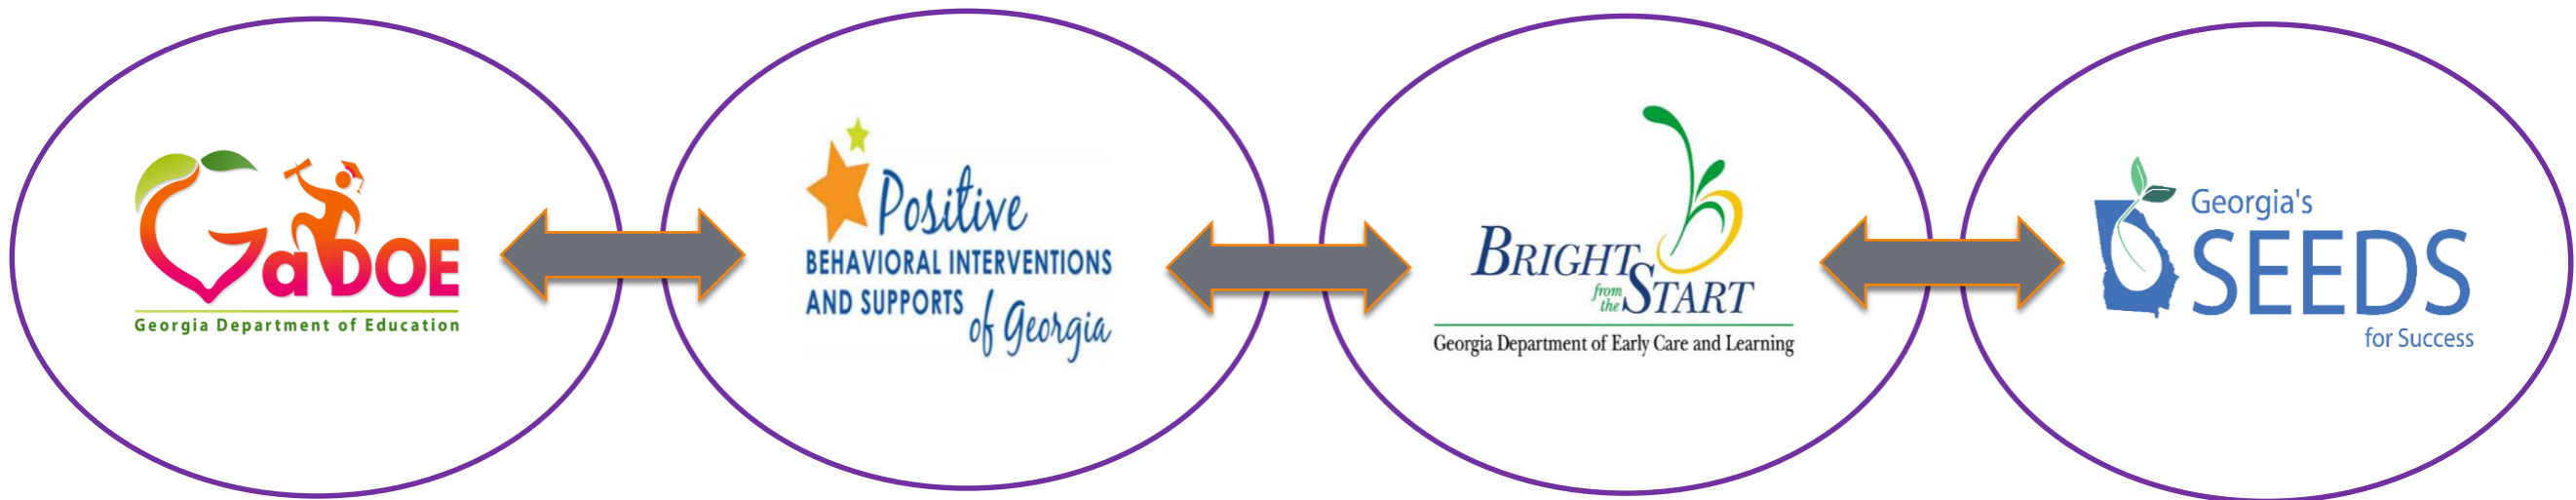 GaDOE
Georgia Department of Education
Positive
BEHAVIORAL INTERVENTIONS
AND SUPPORTS
of Georgia
BRIGHT
from
the START
Georgia Department of Early Care and Learning
Georgia's
SEEDS
for Success